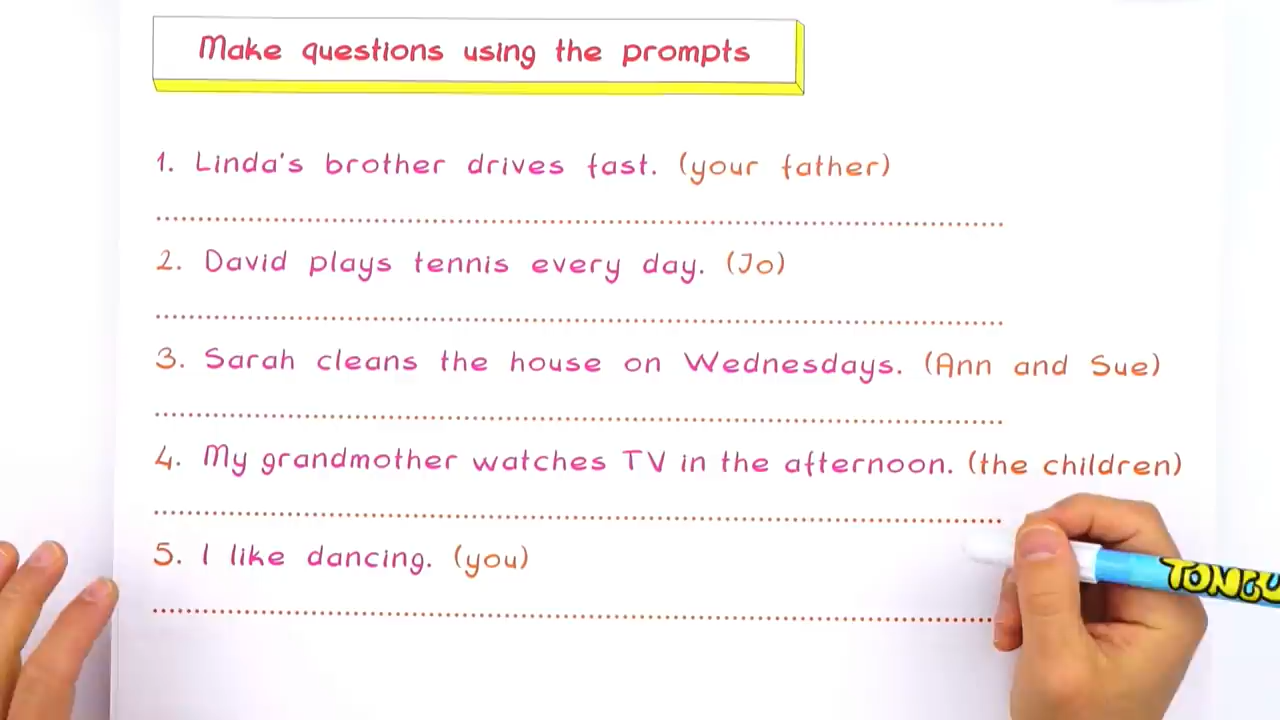 Make questions using the prompts
1. Linda's brother drives fast. (your father)
2. David plays tennis every day. (Jo)
3. Sarah cleans the house on Wednesdays. (Ann and Sue)
4. My grandmother watches TV in the afternoon. (the children)
5. I like dancing. (you)